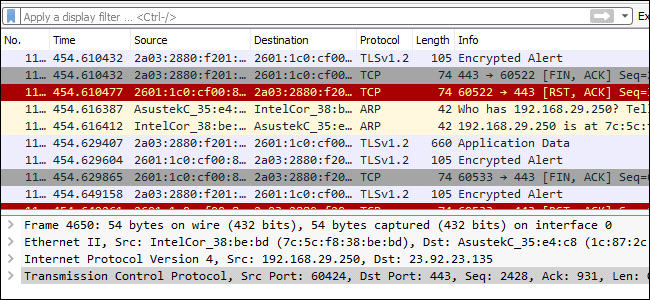 Apply a display filter ... <Ctrl-/> Ex
No. Time Source Destination Protocol Length Info
11... 454.610432 2a03:2880:f201:... 2601:1c0:cf00:... TLSv1.2 105 Encrypted Alert
11... 454.610432 2a03:2880:f201:... 2601:1c0:cf00:... TCP 74 443 → 60522 [FIN, ACK] Seq=
11... 454.610477 2601:1c0:cf00:8... 2a03:2880:f201:... TCP 74 60522 → 443 [RST, ACK] Seq=
11... 454.616387 AsustekC_35:e4:... IntelCor_38:b... ARP 42 Who has 192.168.29.250? Tel
11... 454.616412 IntelCor_38:be:... AsustekC_35:e... ARP 42 192.168.29.250 is at 7c:5c:
11... 454.629407 2601:1c0:cf00:8... 2a03:2880:f20... TLSv1.2 660 Application Data
11... 454.629604 2601:1c0:cf00:8... 2a03:2880:f20... TLSv1.2 105 Encrypted Alert
11... 454.629865 2601:1c0:cf00:8... 2a03:2880:f20... TCP 74 60533 → 443 [FIN, ACK] Seq=
11... 454.649158 2a03:2880:f201:... 2601:1c0:cf00... TLSv1.2 105 Encrypted Alert
Frame 4650: 54 bytes on wire (432 bits), 54 bytes captured (432 bits) on interface 0
Ethernet II, Src: IntelCor_38:be:bd (7c:5c:f8:38:be:bd), Dst: AsustekC_35:e4:c8 (1c:87:2c
Internet Protocol Version 4, Src: 192.168.29.250, Dst: 23.92.23.135
Transmission Control Protocol, Src Port: 60424, Dst Port: 443, Seq: 2428, Ack: 931, Len: